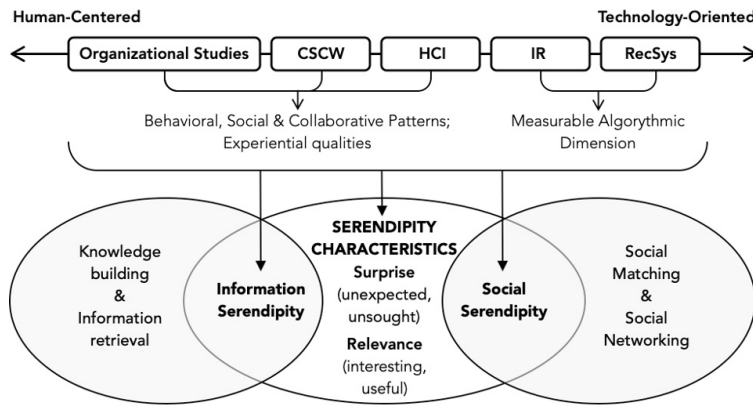 Human-Centered
Technology-Oriented
Organizational Studies
CSCW
HCI
IR
RecSys
Behavioral, Social & Collaborative Patterns;
Experiential qualities
Measurable Algorythmic
Dimension
Knowledge
building
&
Information
retrieval
Information
Serendipity
SERENDIPITY
CHARACTERISTICS
Surprise
(unexpected,
unsought)
Relevance
(interesting,
useful)
Social
Serendipity
Social
Matching
&
Social
Networking